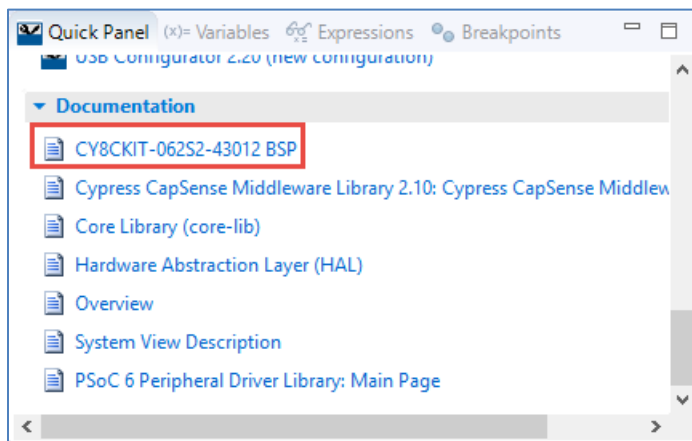 Quick Panel (x)= Variables Expressions Breakpoints
USB Configurator 2.20 (new configuration)
Documentation
CY8CKIT-062S2-43012 BSP
Cypress CapSense Middleware Library 2.10: Cypress CapSense Middlew
Core Library (core-lib)
Hardware Abstraction Layer (HAL)
Overview
System View Description
PSoC 6 Peripheral Driver Library: Main Page